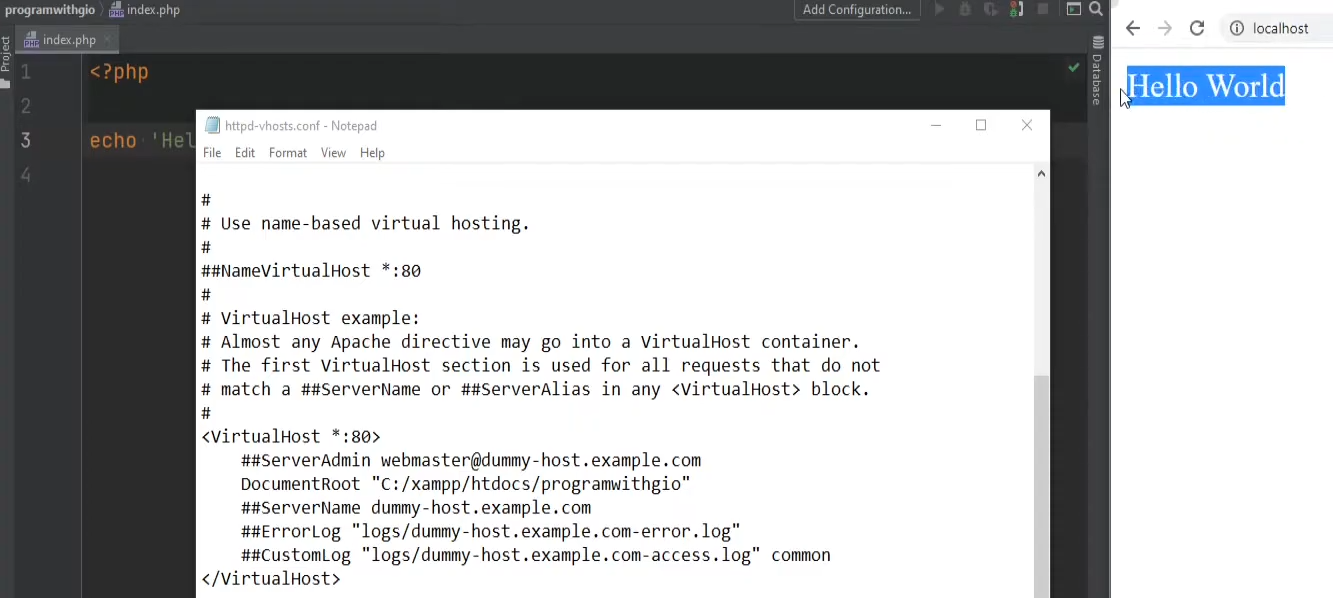 programwithgio index.php
Add Configuration...
index.php
Project
1 <?php
2
3 echo 'Hel
4
Database
httpd-vhosts.conf - Notepad
File Edit Format View Help
#
# Use name-based virtual hosting.
#
##NameVirtualHost *:80
#
# VirtualHost example:
# Almost any Apache directive may go into a VirtualHost container.
# The first VirtualHost section is used for all requests that do not
# match a ##ServerName or ##ServerAlias in any <VirtualHost> block.
#
<VirtualHost *:80>
##ServerAdmin webmaster@dummy-host.example.com
DocumentRoot "C:/xampp/htdocs/programwithgio"
##ServerName dummy-host.example.com
##ErrorLog "logs/dummy-host.example.com-error.log"
##CustomLog "logs/dummy-host.example.com-access.log" common
</VirtualHost>
localhost
Hello World